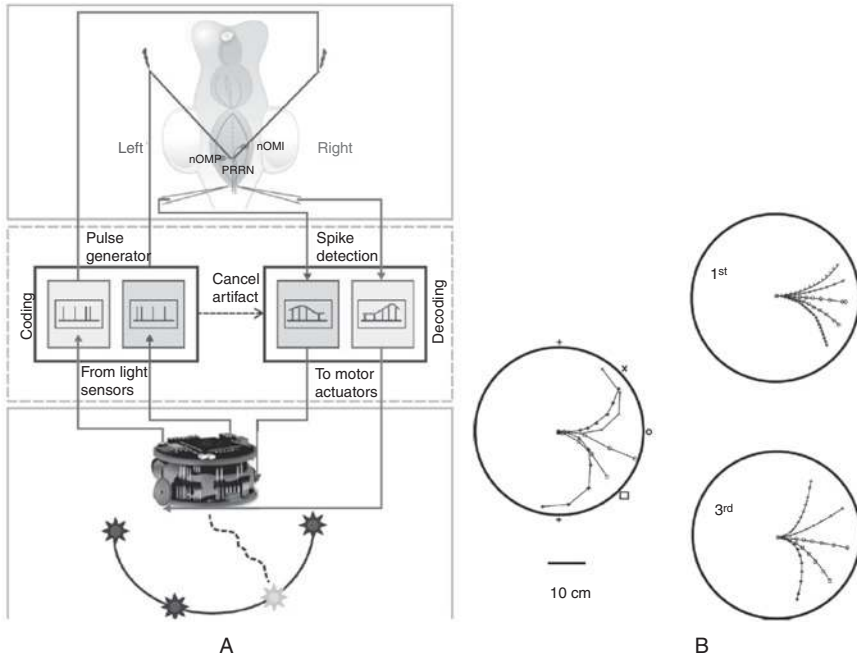 Left
Right
nOMP
nOMI
PRRN
Pulse
generator
Spike
detection
Coding
Cancel
artifact
Decoding
From light
sensors
To motor
actuators
A
1st
3rd
10 cm
B